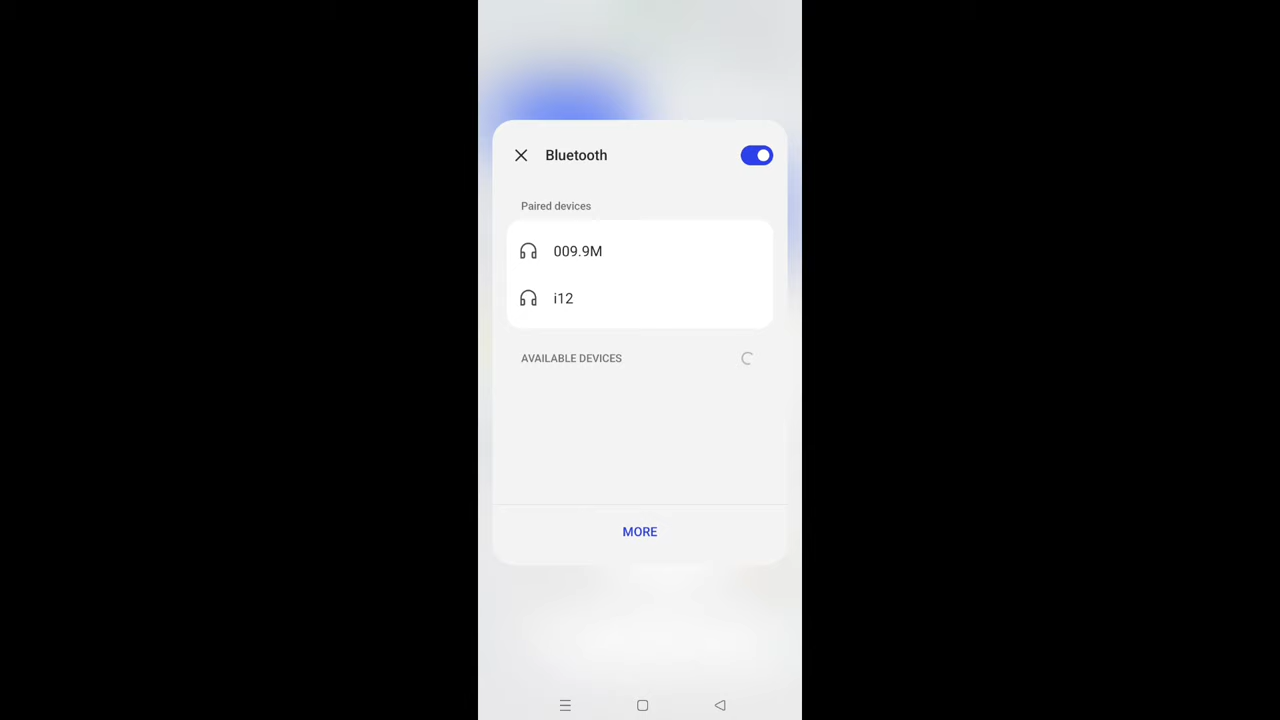 Bluetooth
Paired devices
009.9M
i12
AVAILABLE DEVICES
MORE